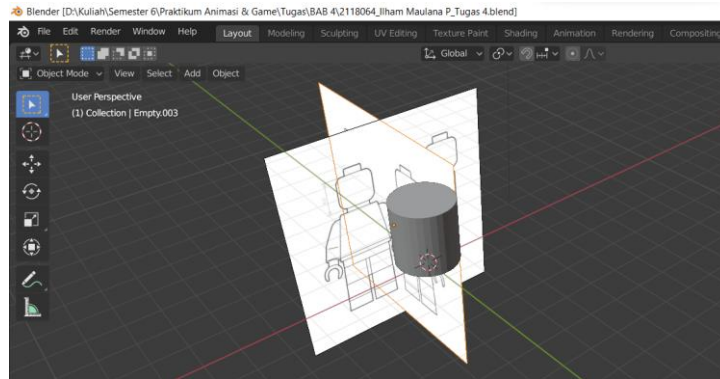 Blender [D:\Kuliah\Semester 6\Praktikum Animasi & Game\Tugas\BAB 4\2118064_Ilham Maulana P_Tugas 4.blend]
File Edit Render Window Help Layout Modeling Sculpting UV Editing Texture Paint Shading Animation Rendering Compositing
Global
Object Mode View Select Add Object
User Perspective
(1) Collection | Empty.003